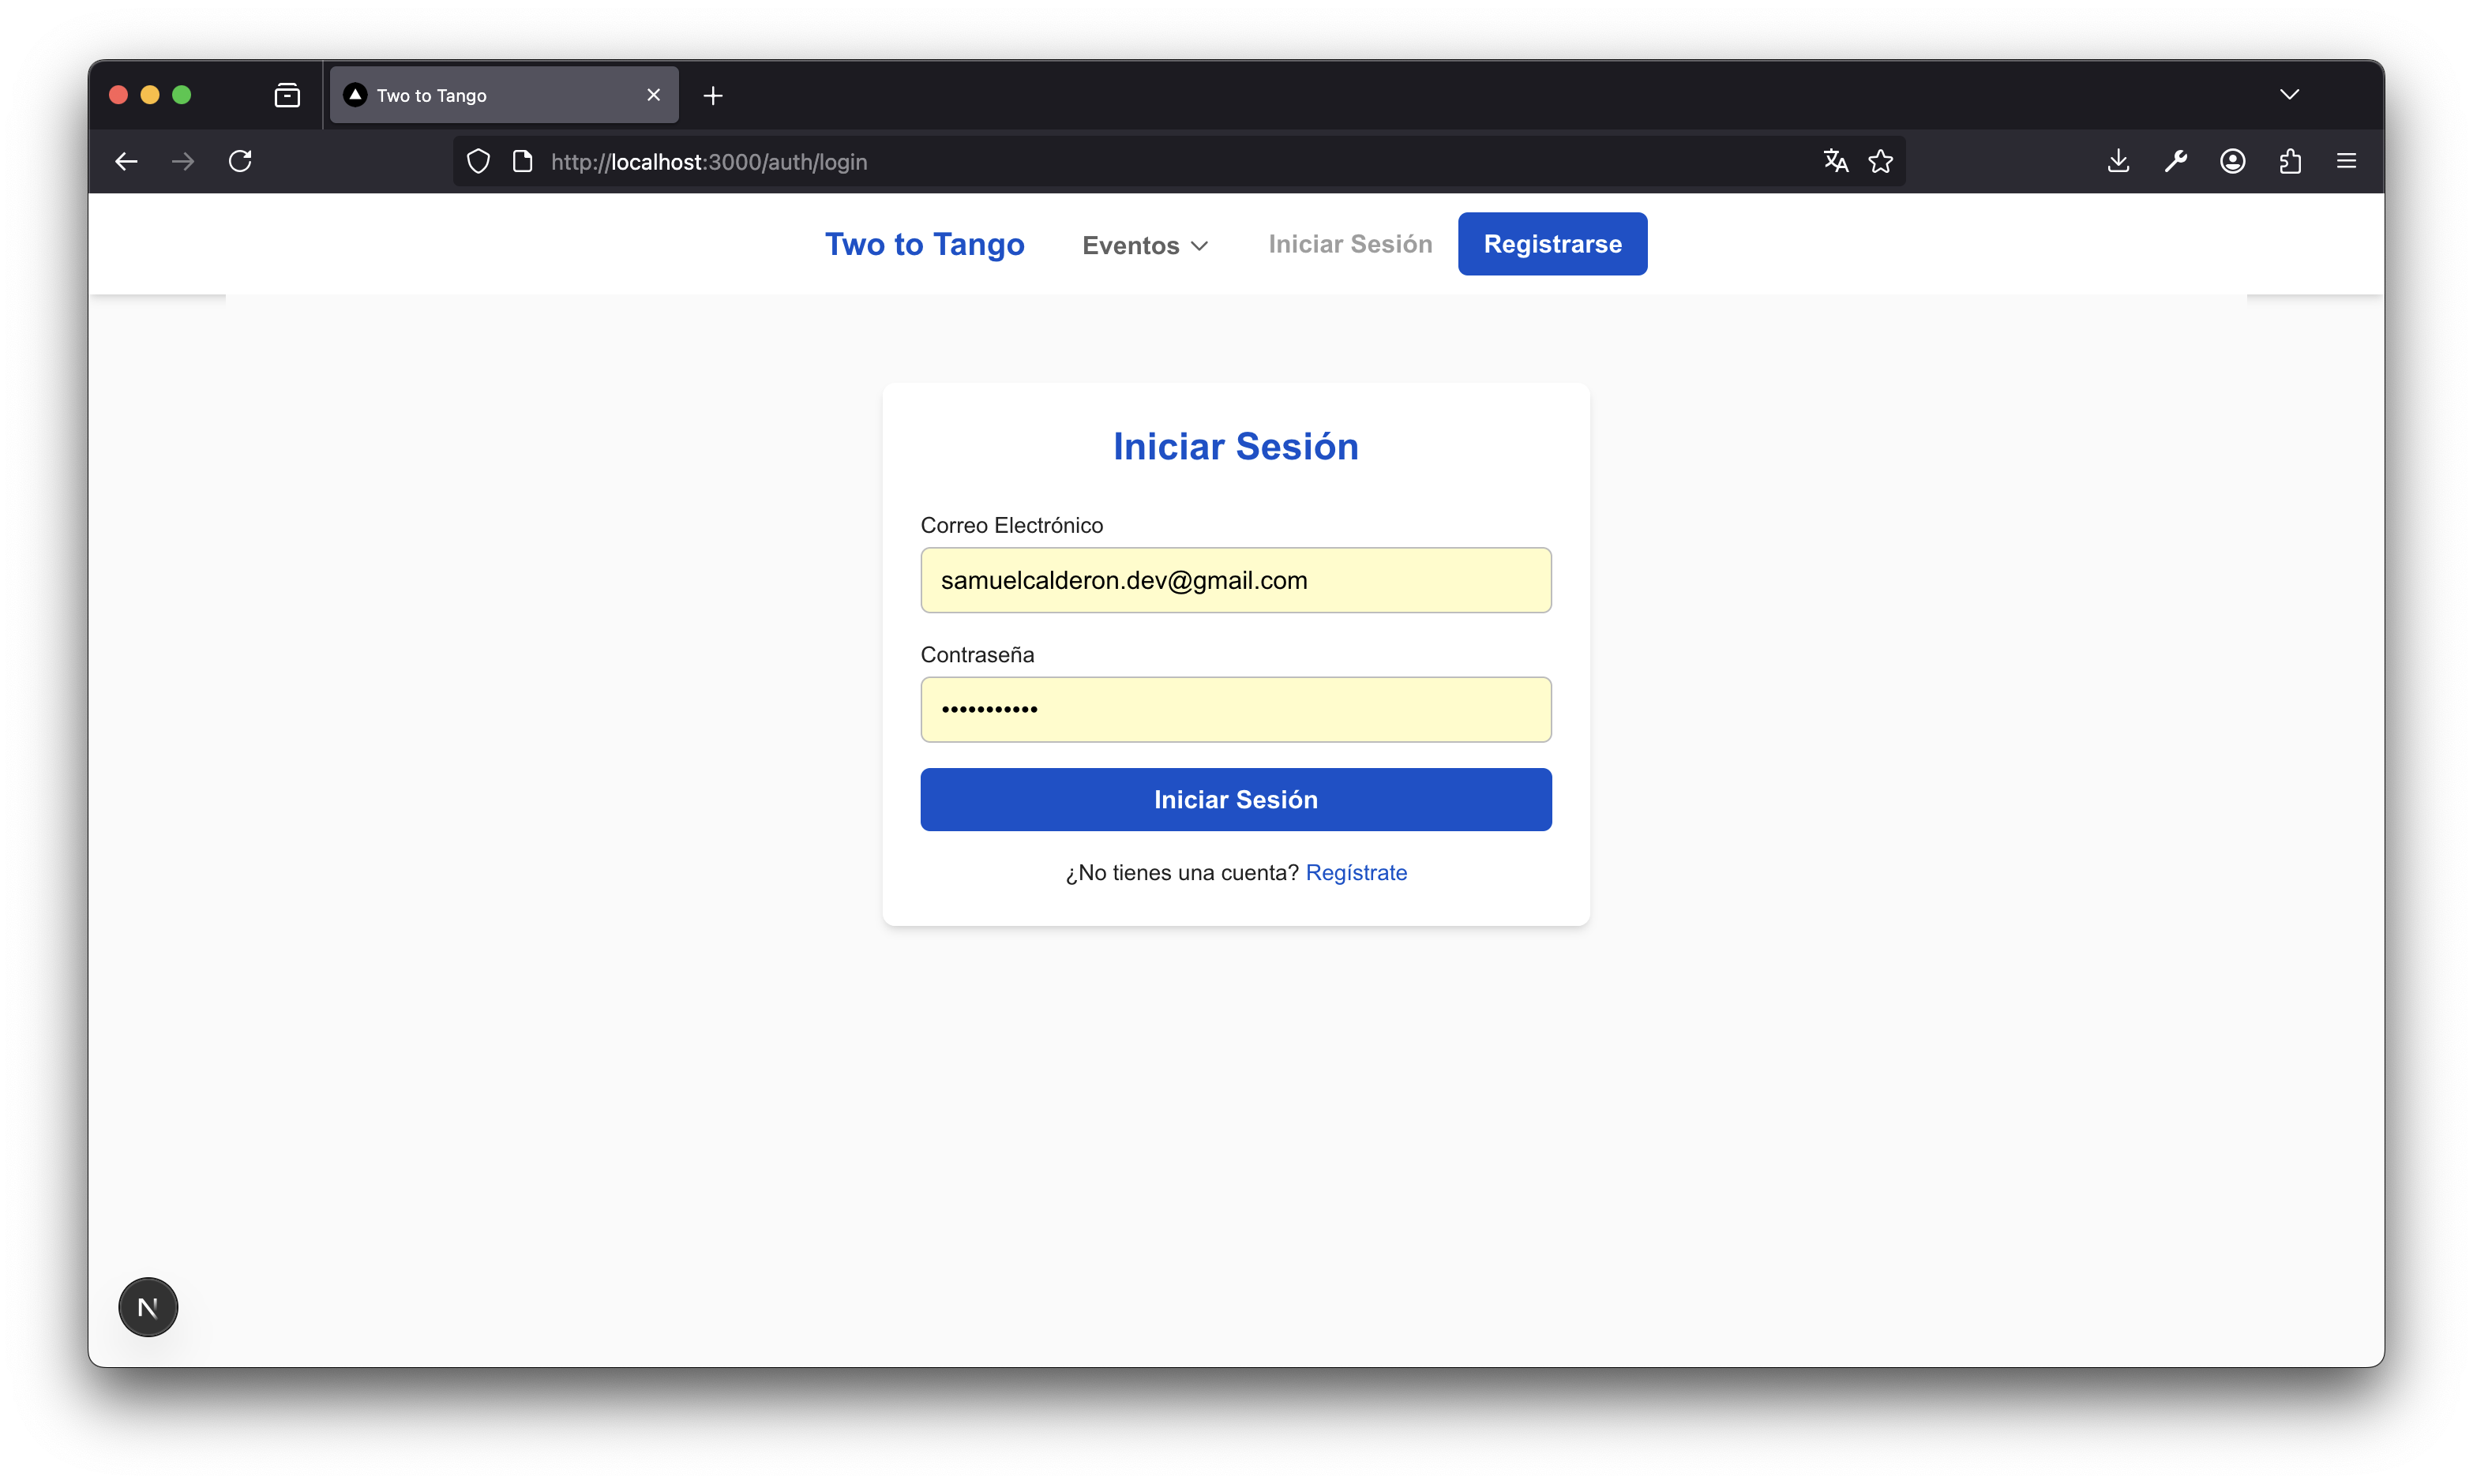 Two to Tango
http://localhost:3000/auth/login
Two to Tango
Eventos
Iniciar Sesión
Registrarse
Iniciar Sesión
Correo Electrónico
samuelcalderon.dev@gmail.com
Contraseña
•••••••••••
Iniciar Sesión
¿No tienes una cuenta? Regístrate
N